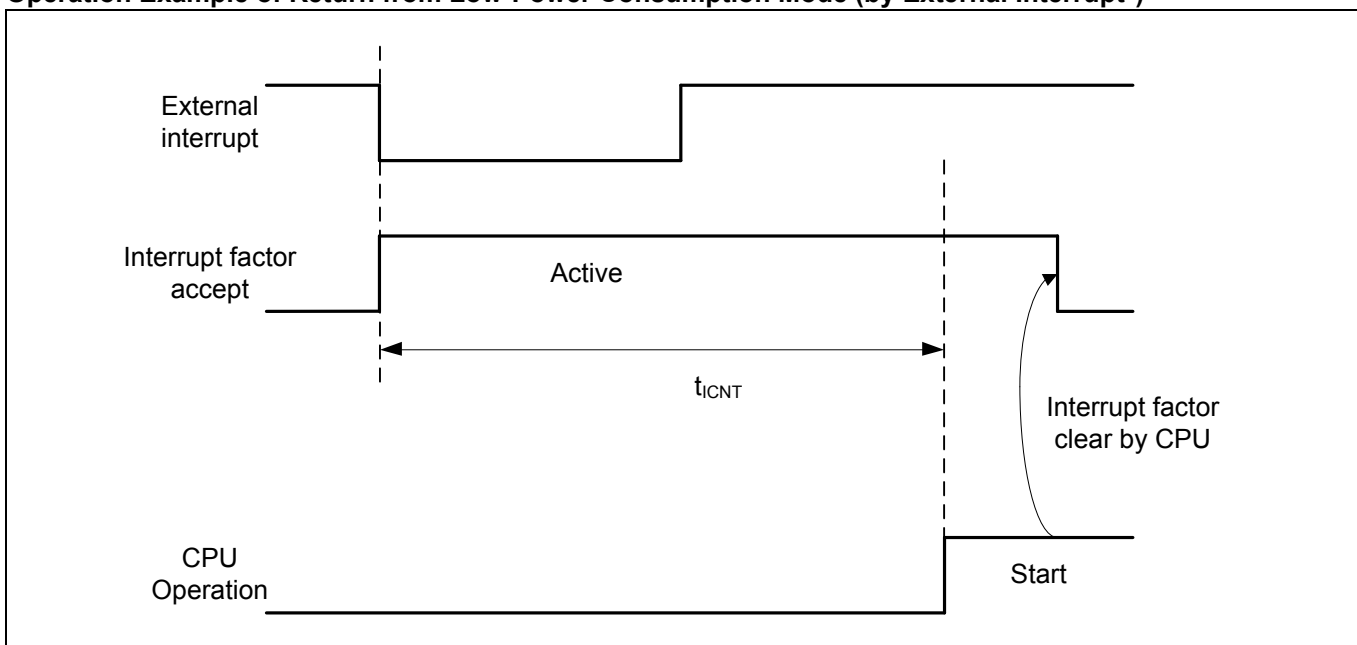 Operation Example of Return from Low-Power Consumption Mode (by External Interrupt*)
External
interrupt
Interrupt factor
accept
Active
tICNT
Interrupt factor
clear by CPU
CPU
Operation
Start